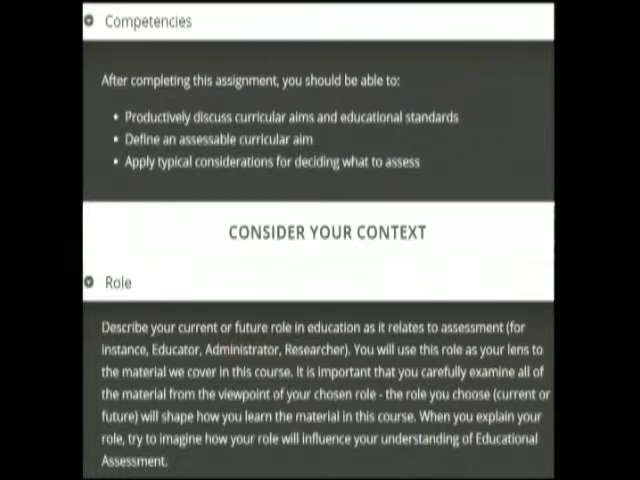 Competencies
After completing this assignment, you should be able to:
• Productively discuss curricular aims and educational standards
• Define an assessable curricular aim
• Apply typical considerations for deciding what to assess
CONSIDER YOUR CONTEXT
Role
Describe your current or future role in education as it relates to assessment (for
instance, Educator, Administrator, Researcher). You will use this role as your lens to
the material we cover in this course. It is important that you carefully examine all of
the material from the viewpoint of your chosen role - the role you choose (current or
future) will shape how you learn the material in this course. When you explain your
role, try to imagine how your role will influence your understanding of Educational
Assessment.